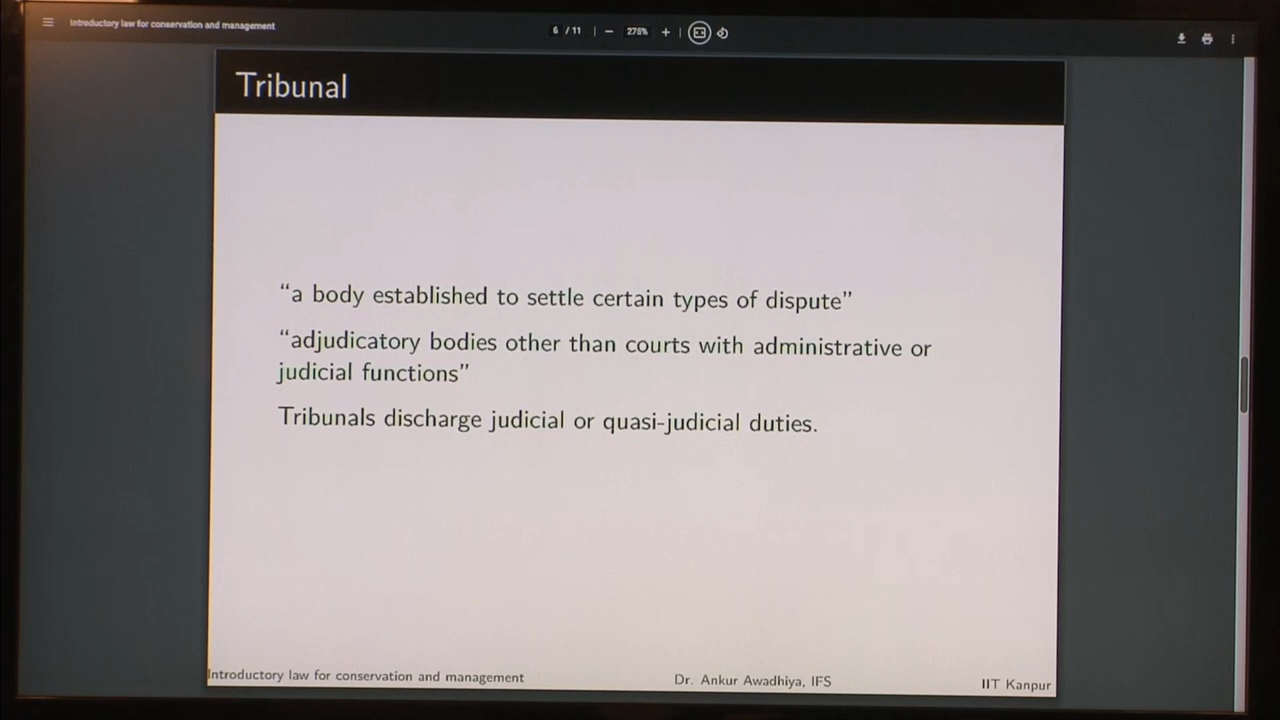 Introductory law for conservation and management
6 / 11 | − 275% + |
Tribunal
“a body established to settle certain types of dispute”
“adjudicatory bodies other than courts with administrative or
judicial functions”
Tribunals discharge judicial or quasi-judicial duties.
Introductory law for conservation and management Dr. Ankur Awadhiya, IFS IIT Kanpur